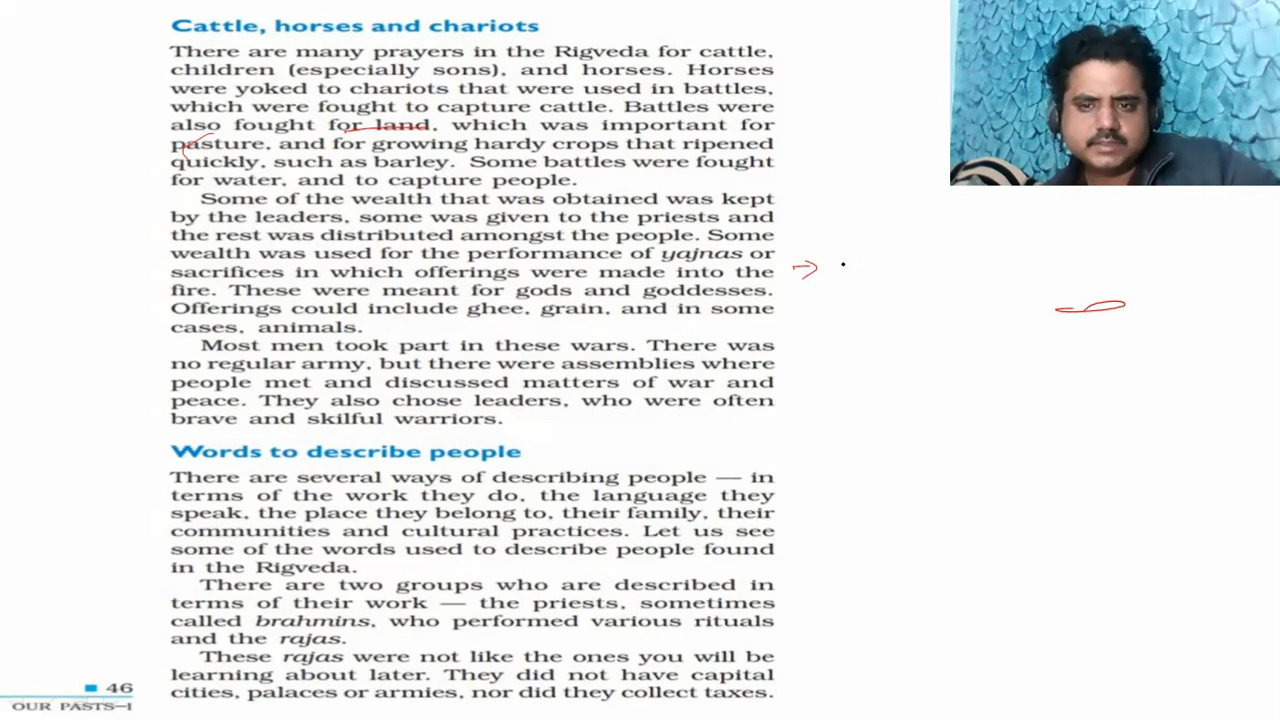 Cattle, horses and chariots
There are many prayers in the Rigveda for cattle,
children (especially sons), and horses. Horses
were yoked to chariots that were used in battles,
which were fought to capture cattle. Battles were
also fought for land, which was important for
pasture, and for growing hardy crops that ripened
quickly, such as barley. Some battles were fought
for water, and to capture people.
Some of the wealth that was obtained was kept
by the leaders, some was given to the priests and
the rest was distributed amongst the people. Some
wealth was used for the performance of yajnas or
sacrifices in which offerings were made into the
fire. These were meant for gods and goddesses.
Offerings could include ghee, grain, and in some
cases, animals.
Most men took part in these wars. There was
no regular army, but there were assemblies where
people met and discussed matters of war and
peace. They also chose leaders, who were often
brave and skilful warriors.
Words to describe people
There are several ways of describing people — in
terms of the work they do, the language they
speak, the place they belong to, their family, their
communities and cultural practices. Let us see
some of the words used to describe people found
in the Rigveda.
There are two groups who are described in
terms of their work — the priests, sometimes
called brahmins, who performed various rituals
and the rajas.
These rajas were not like the ones you will be
learning about later. They did not have capital
cities, palaces or armies, nor did they collect taxes.
46
OUR PASTS–I